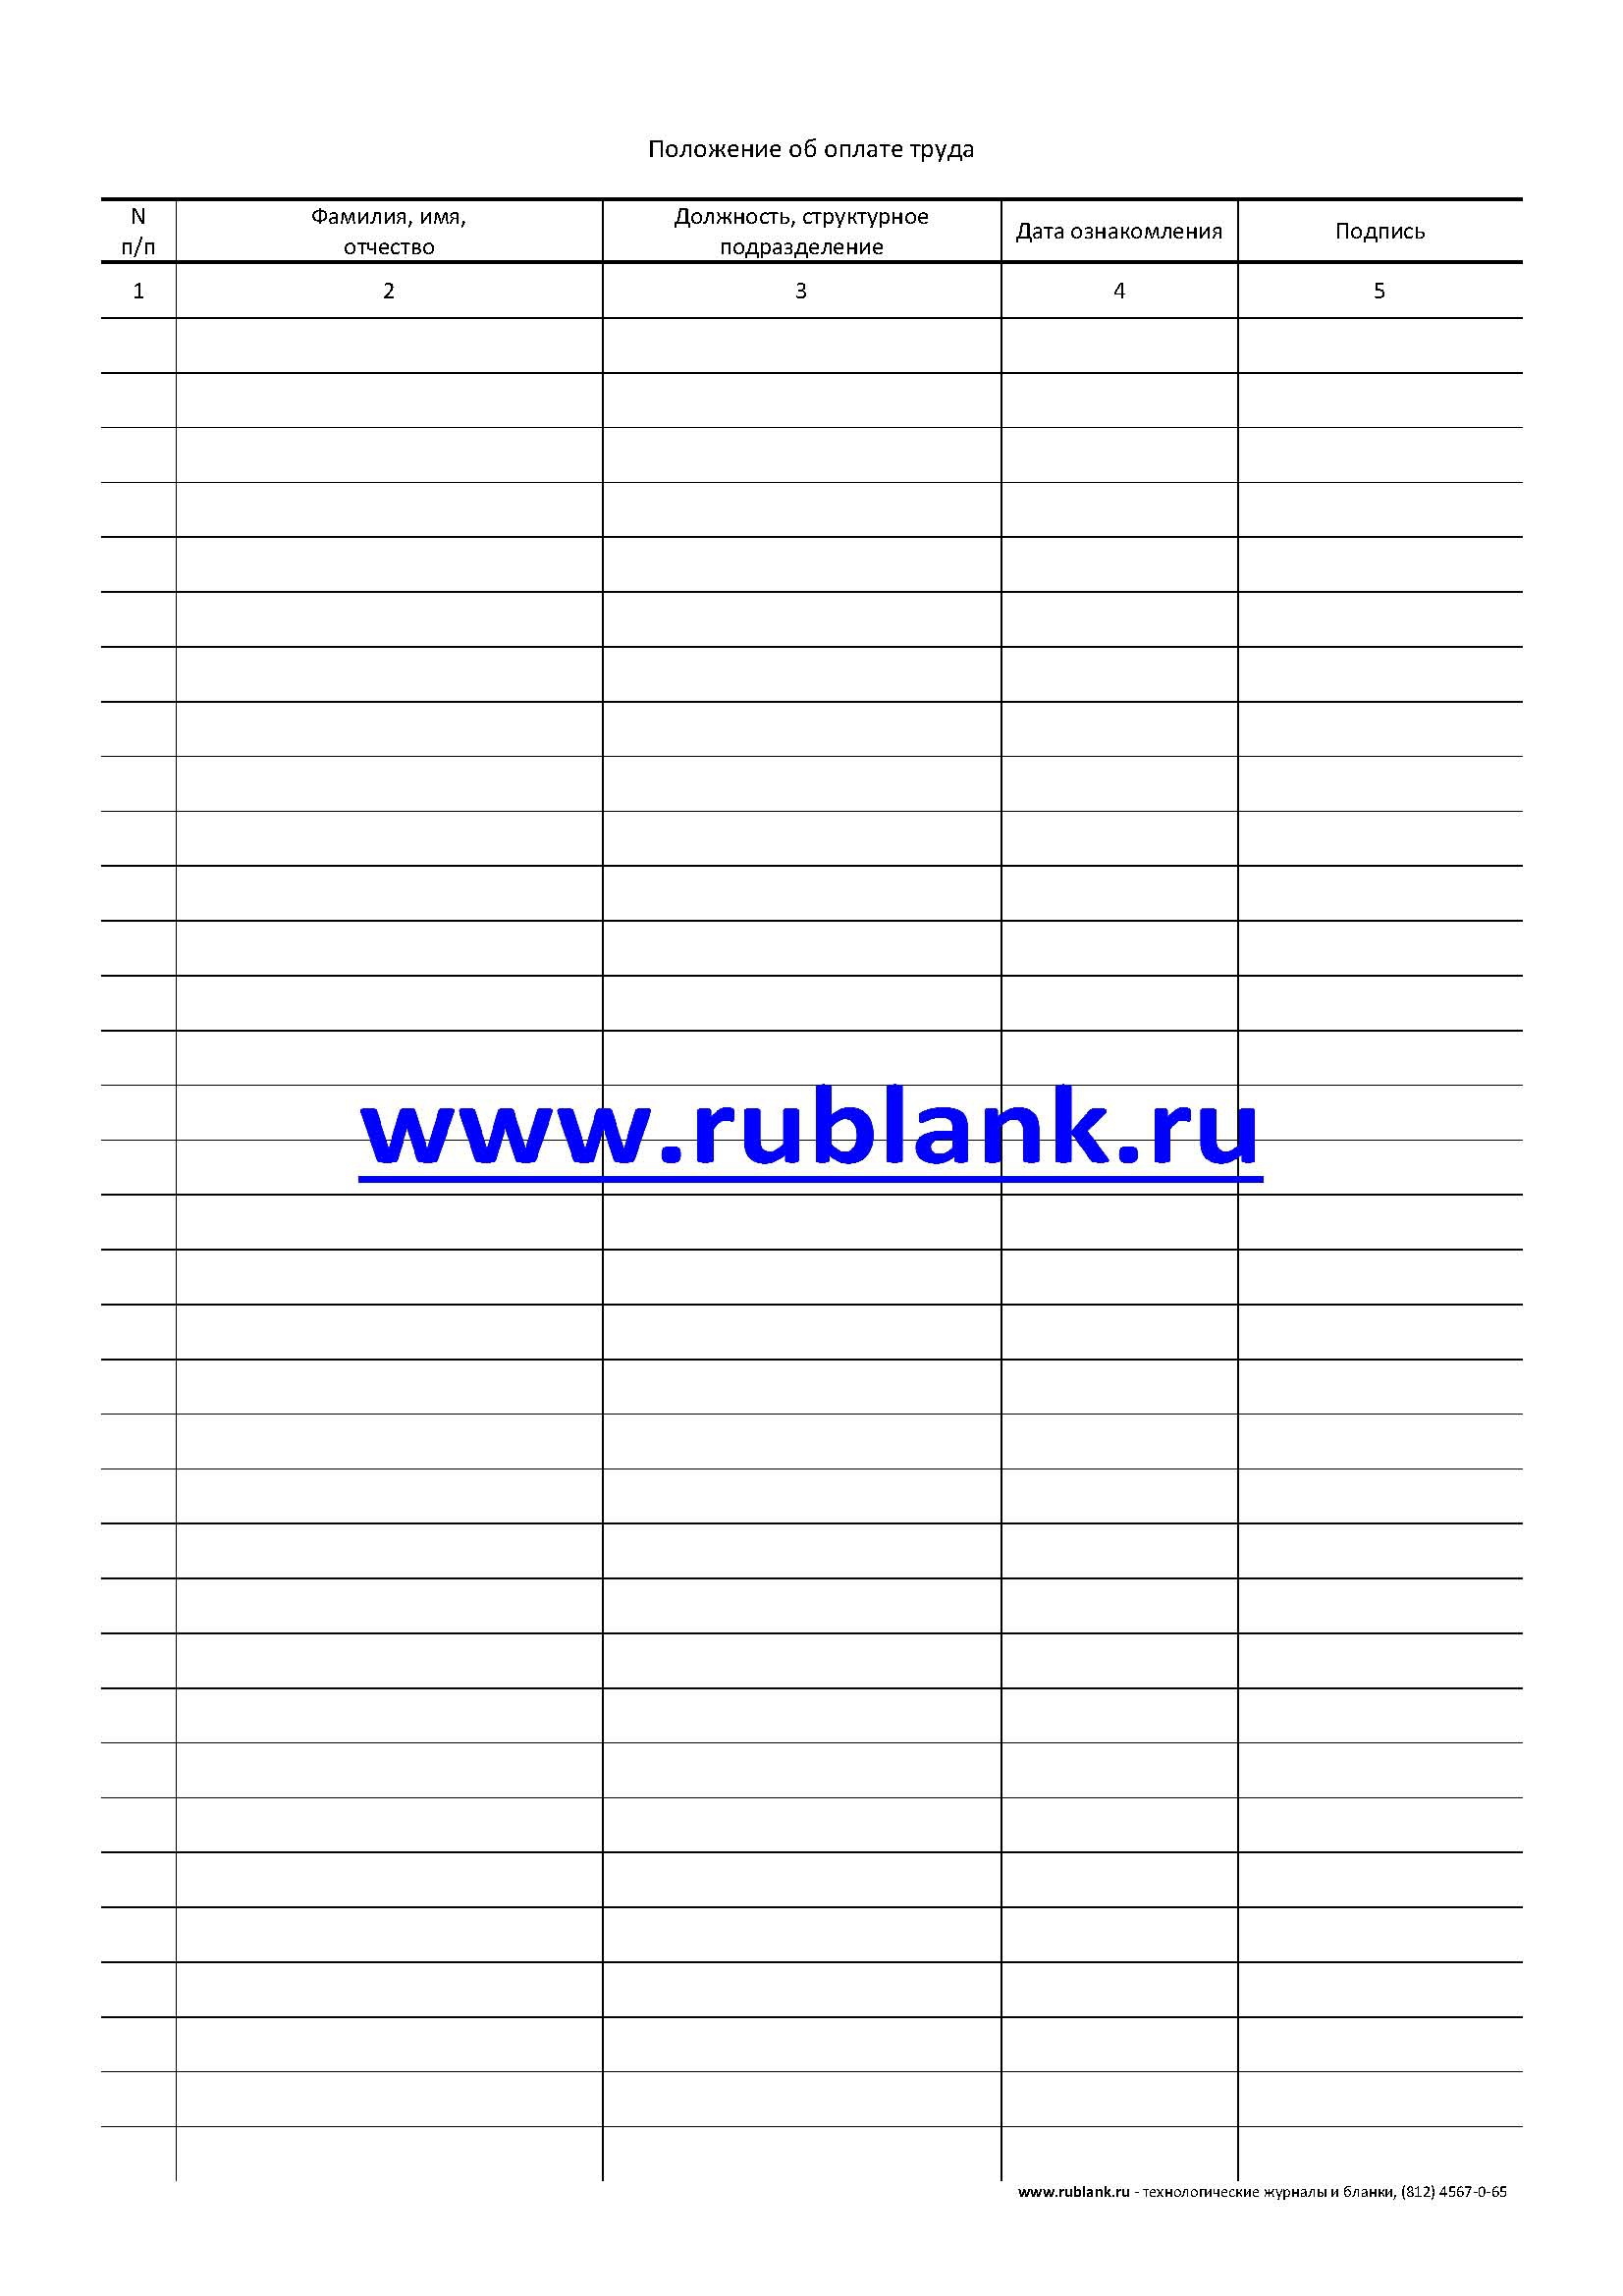 Положение об оплате труда
N
п/п
Фамилия, имя,
отчество
Должность, структурное
подразделение
Дата ознакомления
Подпись
1
2
3
4
5
www.rublank.ru
www.rublank.ru - технологические журналы и бланки, (812) 4567-0-65